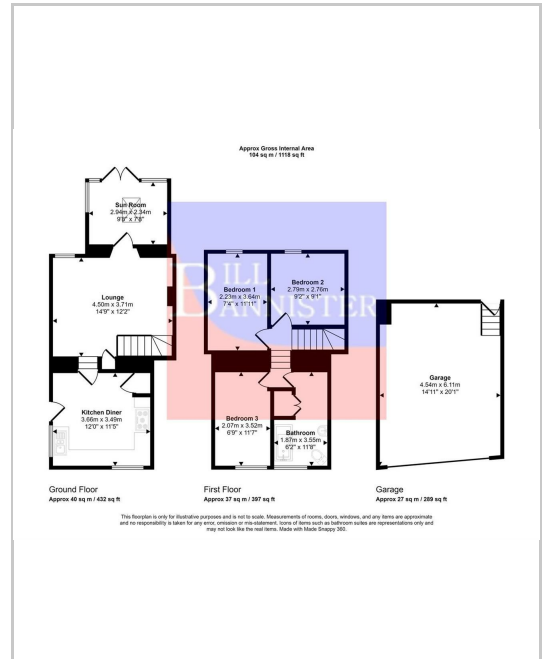 Approx Gross Internal Area
104 sq m / 1118 sq ft
Sun Room
2.94m x 2.34m
9'8" x 7'8"
Lounge
4.50m x 3.71m
14'9" x 12'2"
Kitchen Diner
3.66m x 3.49m
12'0" x 11'5"
Bedroom 1
2.23m x 3.64m
7'4" x 11'11"
Bedroom 2
2.79m x 2.76m
9'2" x 9'1"
BILL
BANNISTER
Bedroom 3
2.07m x 3.52m
6'9" x 11'7"
Bathroom
1.87m x 3.55m
6'2" x 11'8"
Garage
4.54m x 6.11m
14'11" x 20'1"
Ground Floor
Approx 40 sq m / 432 sq ft
First Floor
Approx 37 sq m / 397 sq ft
Garage
Approx 27 sq m / 289 sq ft
This floorplan is only for illustrative purposes and is not to scale. Measurements of rooms, doors, windows, and any items are approximate
and no responsibility is taken for any error, omission or mis-statement. Icons of items such as bathroom suites are representations only and
may not look like the real items. Made with Made Snappy 360.